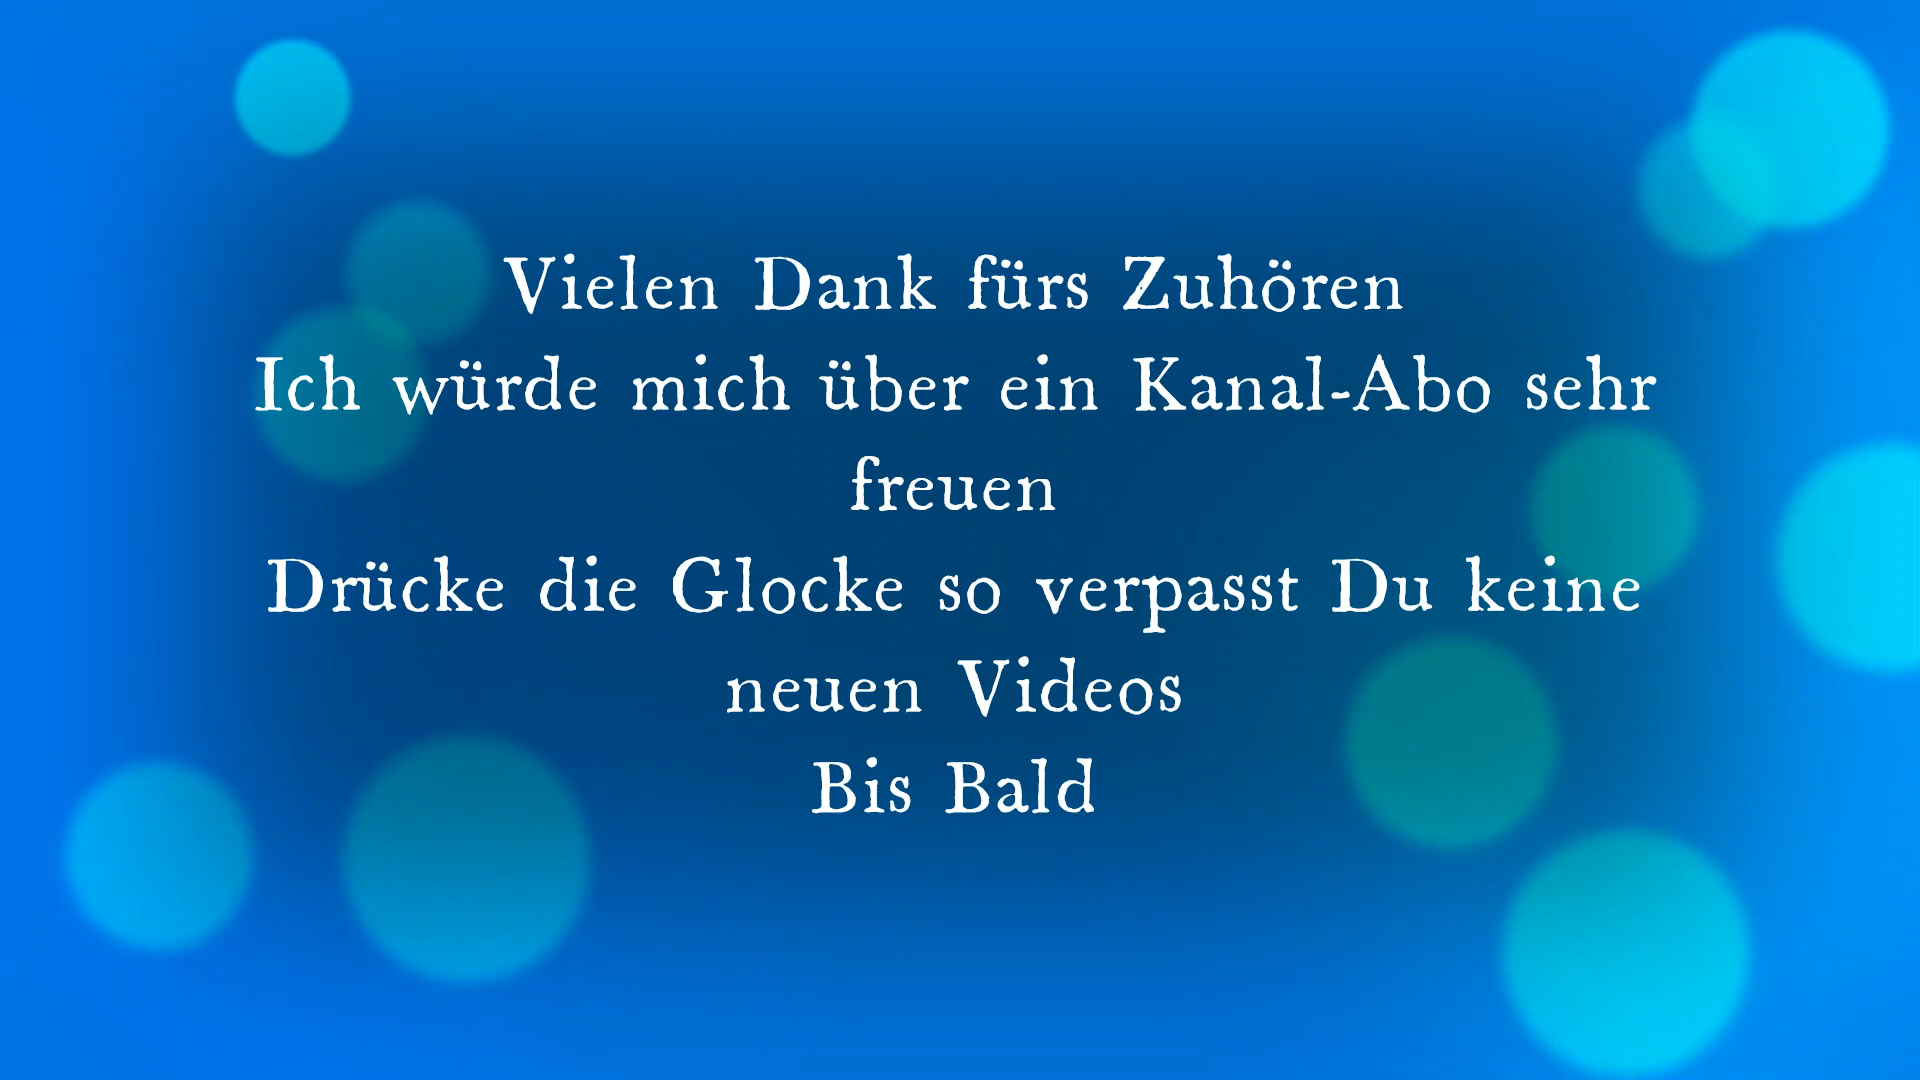 Vielen Dank fürs Zuhören
Ich würde mich über ein Kanal-Abo sehr
freuen
Drücke die Glocke so verpasst Du keine
neuen Videos
Bis Bald